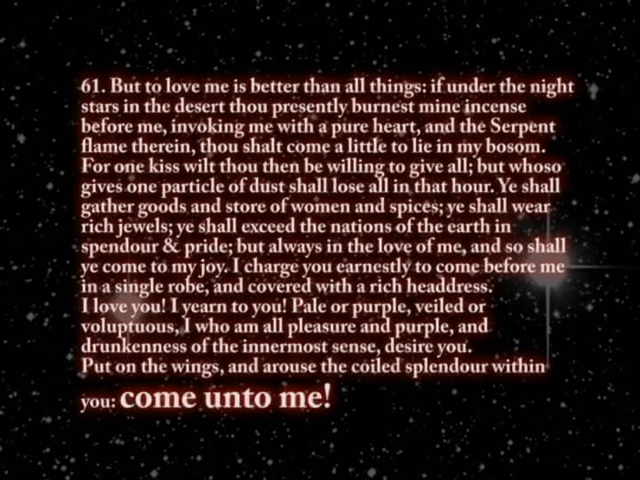 61. But to love me is better than all things: if under the night
stars in the desert thou presently burnest mine incense
before me, invoking me with a pure heart, and the Serpent
flame therein, thou shalt come a little to lie in my bosom.
For one kiss wilt thou then be willing to give all; but whoso
gives one particle of dust shall lose all in that hour. Ye shall
gather goods and store of women and spices; ye shall wear
rich jewels; ye shall exceed the nations of the earth in
spendour & pride; but always in the love of me, and so shall
ye come to my joy. I charge you earnestly to come before me
in a single robe, and covered with a rich headdress.
I love you! I yearn to you! Pale or purple, veiled or
voluptuous, I who am all pleasure and purple, and
drunkenness of the innermost sense, desire you.
Put on the wings, and arouse the coiled splendour within
you: come unto me!